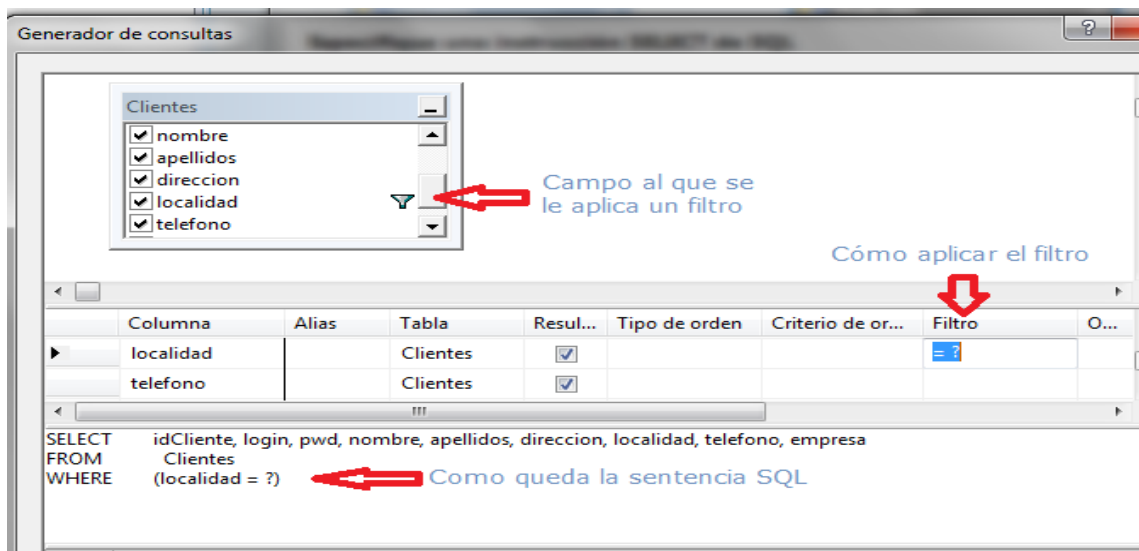 Generador de consultas
?
Clientes
nombre
apellidos
direccion
localidad
telefono
Campo al que se
le aplica un filtro
Cómo aplicar el filtro
Columna Alias Tabla Resul... Tipo de orden Criterio de or... Filtro O...
localidad Clientes = ?
telefono Clientes
SELECT idCliente, login, pwd, nombre, apellidos, direccion, localidad, telefono, empresa
FROM Clientes
WHERE (localidad = ?)
Como queda la sentencia SQL